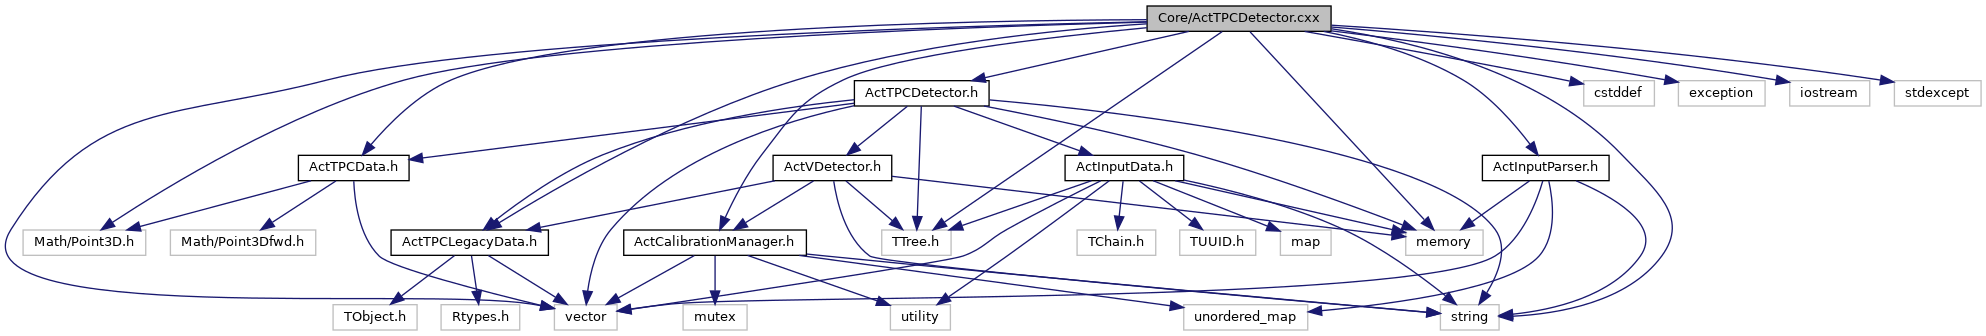 Core/ActTPCDetector.cxx
ActTPCDetector.h
cstddef
exception
iostream
stdexcept
ActTPCData.h
ActVDetector.h
ActInputData.h
ActInputParser.h
Math/Point3D.h
Math/Point3Dfwd.h
ActTPCLegacyData.h
ActCalibrationManager.h
TTree.h
TChain.h
TUUID.h
map
memory
TObject.h
Rtypes.h
vector
mutex
utility
unordered_map
string